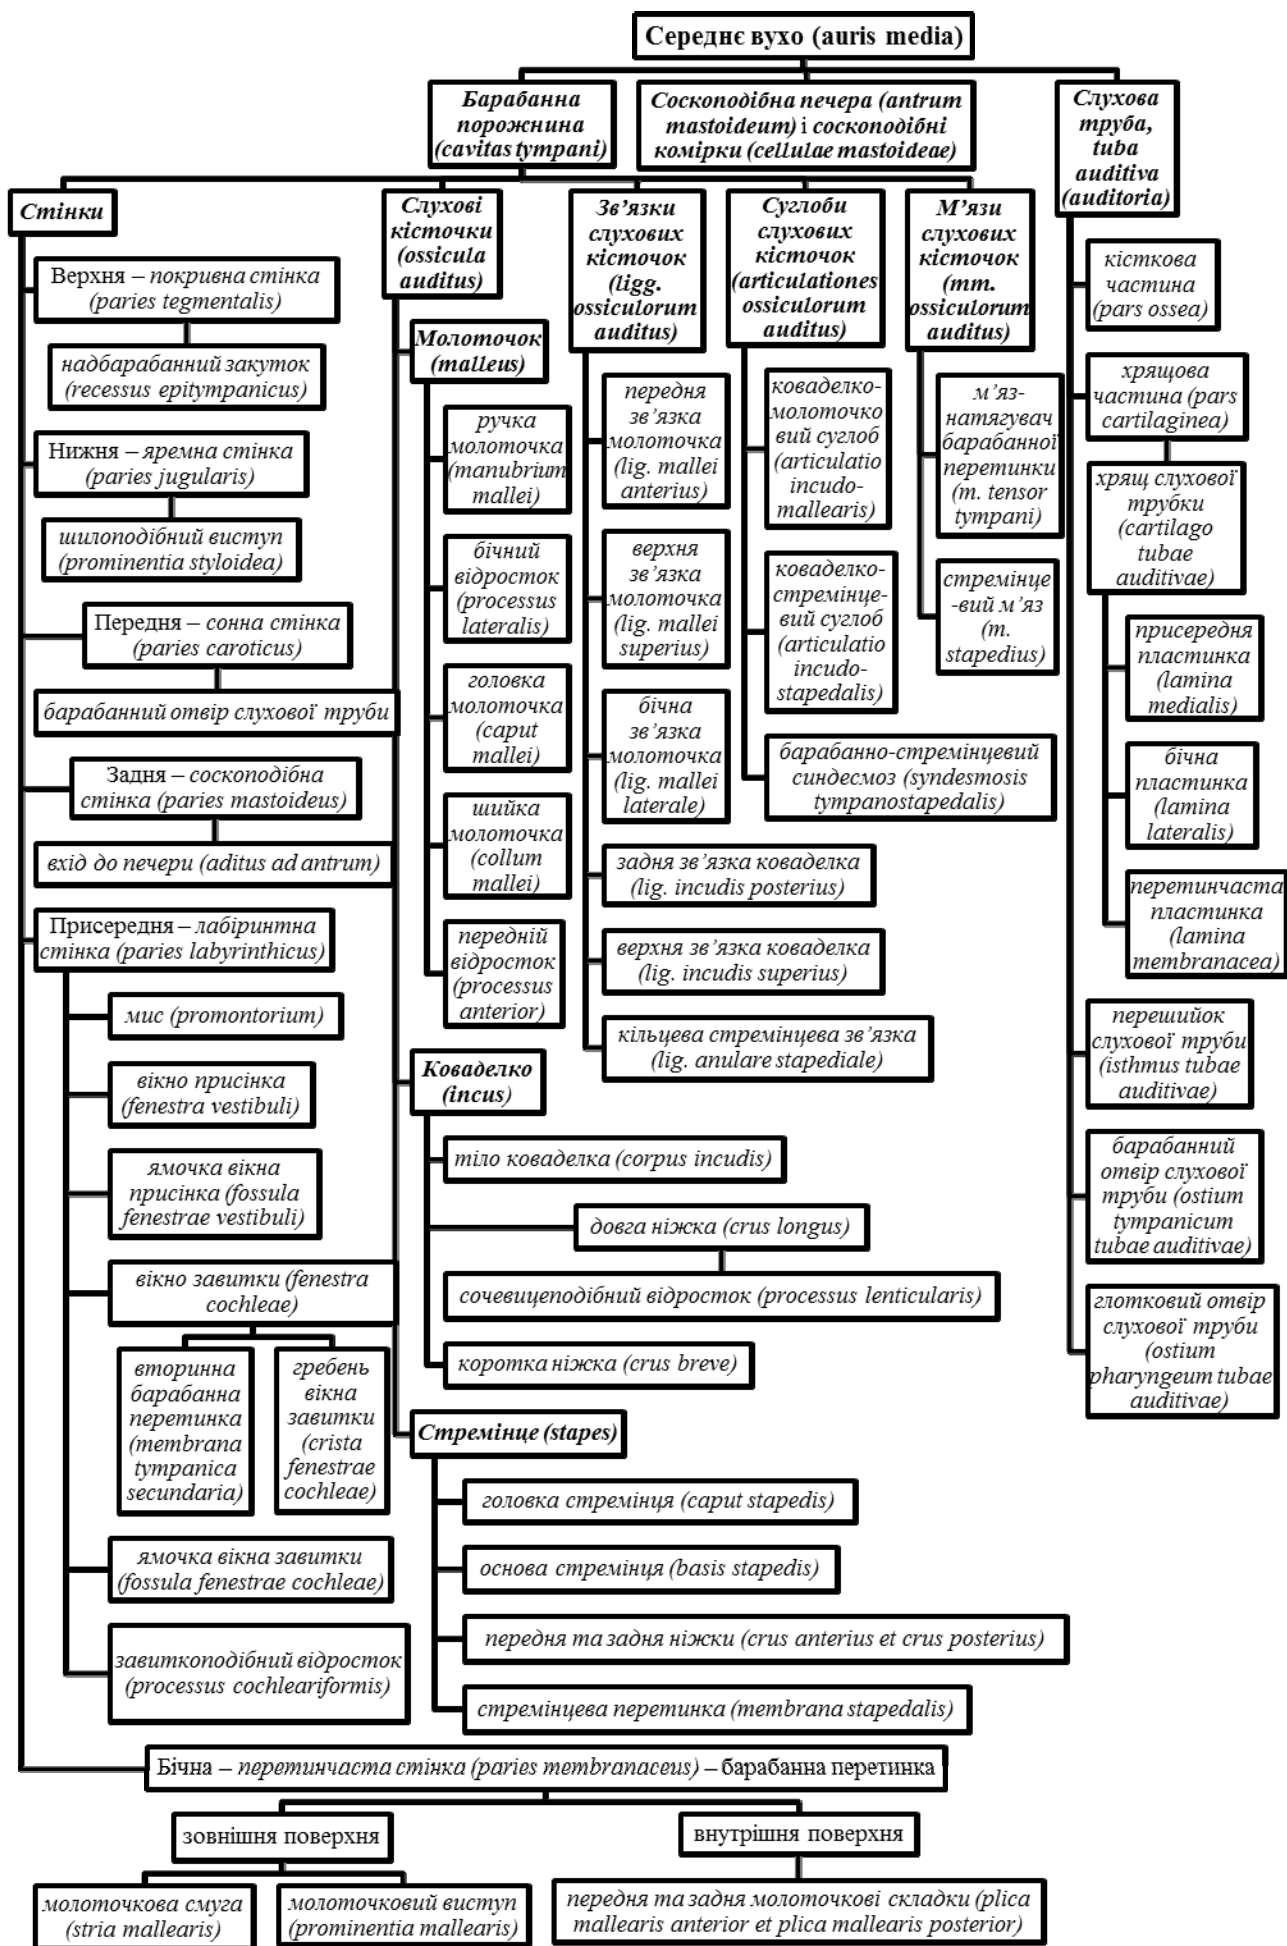 Середнє вухо (auris media)
Барабанна
порожнина
(cavitas tympani)
Соскоподібна печера (antrum
mastoideum) і соскоподібні
комірки (cellulae mastoideae)
Слухова
труба,
tuba
auditiva
(auditoria)
Стінки
Верхня – покривна стінка
(paries tegmentalis)
надбарабанний закуток
(recessus epitympanicus)
Нижня – яремна стінка
(paries jugularis)
шилоподібний виступ
(prominentia styloidea)
Передня – сонна стінка
(paries caroticus)
барабанний отвір слухової труби
Задня – соскоподібна
стінка (paries mastoideus)
вхід до печери (aditus ad antrum)
Присередня – лабіринтна
стінка (paries labyrinthicus)
мис (promontorium)
вікно присінка
(fenestra vestibuli)
ямочка вікна
присінка (fossula
fenestrae vestibuli)
вікно завитки (fenestra
cochleae)
вторинна
барабанна
перетинка
(membrana
tympanica
secundaria)
гребень
вікна
завитки
(crista
fenestrae
cochleae)
ямочка вікна завитки
(fossula fenestrae cochleae)
завиткоподібний відросток
(processus cochleariformis)
Слухові
кісточки
(ossicula
auditus)
Молоточок
(malleus)
ручка
молоточка
(manubrium
mallei)
бічний
відросток
(processus
lateralis)
головка
молоточка
(caput
mallei)
шийка
молоточка
(collum
mallei)
передній
відросток
(processus
anterior)
Коваделко
(incus)
тіло коваделка (corpus incudis)
довга ніжка (crus longus)
сочевицеподібний відросток (processus lenticularis)
коротка ніжка (crus breve)
Стремінце (stapes)
головка стремінця (caput stapedis)
основа стремінця (basis stapedis)
передня та задня ніжки (crus anterius et crus posterius)
стремінцева перетинка (membrana stapedalis)
Зв’язки
слухових
кісточок
(ligg.
ossiculorum
auditus)
передня
зв’язка
молоточка
(lig. mallei
anterius)
верхня
зв’язка
молоточка
(lig. mallei
superius)
бічна
зв’язка
молоточка
(lig. mallei
laterale)
задня зв’язка коваделка
(lig. incudis posterius)
верхня зв’язка коваделка
(lig. incudis superius)
кільцева стремінцева зв’язка
(lig. anulare stapediale)
Суглоби
слухових
кісточок
(articulationes
ossiculorum
auditus)
коваделко-
молоточко
вий суглоб
(articulatio
incudo-
mallearis)
коваделко-
стремінце-
вий суглоб
(articulatio
incudo-
stapedalis)
барабанно-стремінцевий
синдесмоз (syndesmosis
tympanostapedalis)
М’язи
слухових
кісточок
(mm.
ossiculorum
auditus)
м’яз-
натягувач
барабанної
перетинки
(m. tensor
tympani)
стремінце
-вий м’яз
(m.
stapedius)
кісткова
частина
(pars ossea)
хрящова
частина (pars
cartilaginea)
хрящ слухової
трубки
(cartilago
tubae
auditivae)
присередня
пластинка
(lamina
medialis)
бічна
пластинка
(lamina
lateralis)
перетинчаста
пластинка
(lamina
membranacea)
перешийок
слухової труби
(isthmus tubae
auditivae)
барабанний
отвір слухової
труби (ostium
tympanicum
tubae auditivae)
глотковий отвір
слухової труби
(ostium
pharyngeum tubae
auditivae)
Бічна – перетинчаста стінка (paries membranaceus) – барабанна перетинка
зовнішня поверхня
молоточкова смуга
(stria mallearis)
молоточковий виступ
(prominentia mallearis)
внутрішня поверхня
передня та задня молоточкові складки (plica
mallearis anterior et plica mallearis posterior)